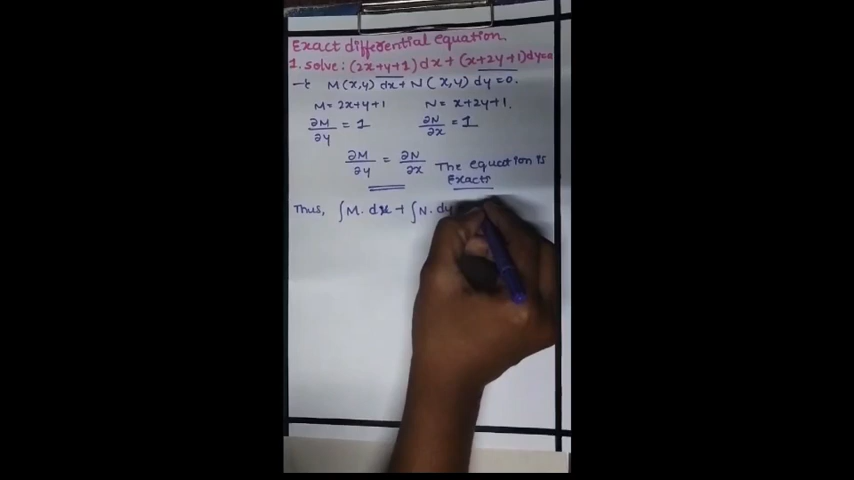 Exact differential equation.
1. solve: (2x+y+1) dx + (x+2y+1)dy=0
→ M(x,y) dx + N(x,y) dy = 0.
M = 2x+y+1 N = x+2y+1.
∂M/∂y = 1 ∂N/∂x = 1
∂M/∂y = ∂N/∂x The equation is
Exacts
Thus, ∫M. dx + ∫N. dy